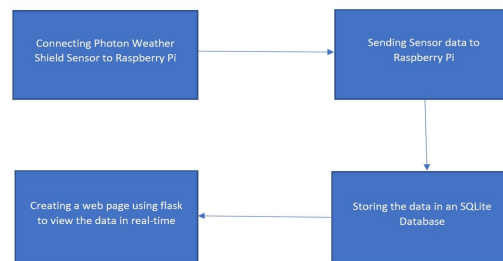 Connecting Photon Weather
Shield Sensor to Raspberry Pi
Sending Sensor data to
Raspberry Pi
Storing the data in an SQLite
Database
Creating a web page using flask
to view the data in real-time